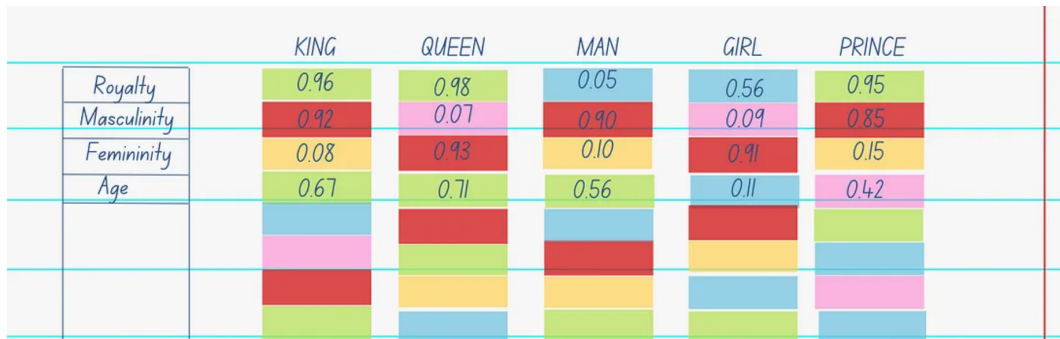 KING QUEEN MAN GIRL PRINCE
Royalty 0.96 0.98 0.05 0.56 0.95
Masculinity 0.92 0.07 0.90 0.09 0.85
Femininity 0.08 0.93 0.10 0.91 0.15
Age 0.67 0.71 0.56 0.11 0.42